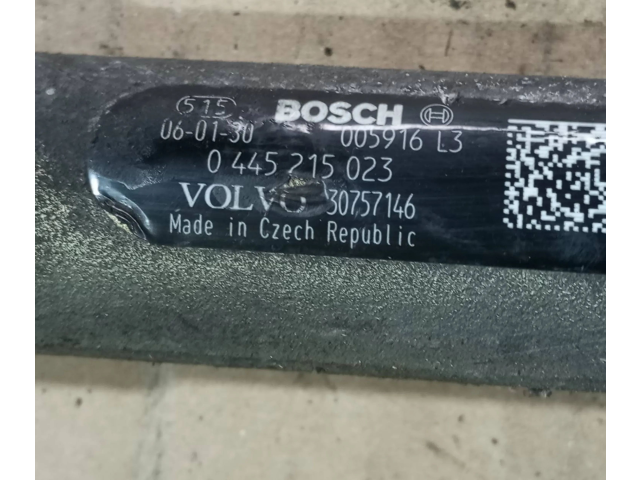 515 BOSCH
06-01-30 005916 L3
0 445 215 023
VOLVO 30757146
Made in Czech Republic